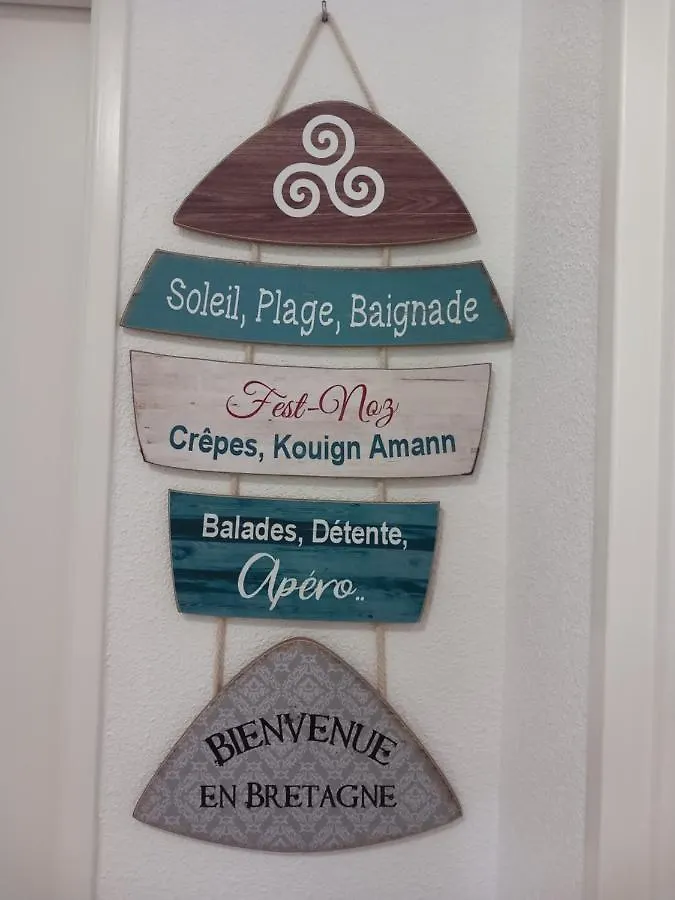 Soleil, Plage, Baignade
Fest-Noz
Crêpes, Kouign Amann
Balades, Détente,
Apéro..
BIENVENUE
EN BRETAGNE